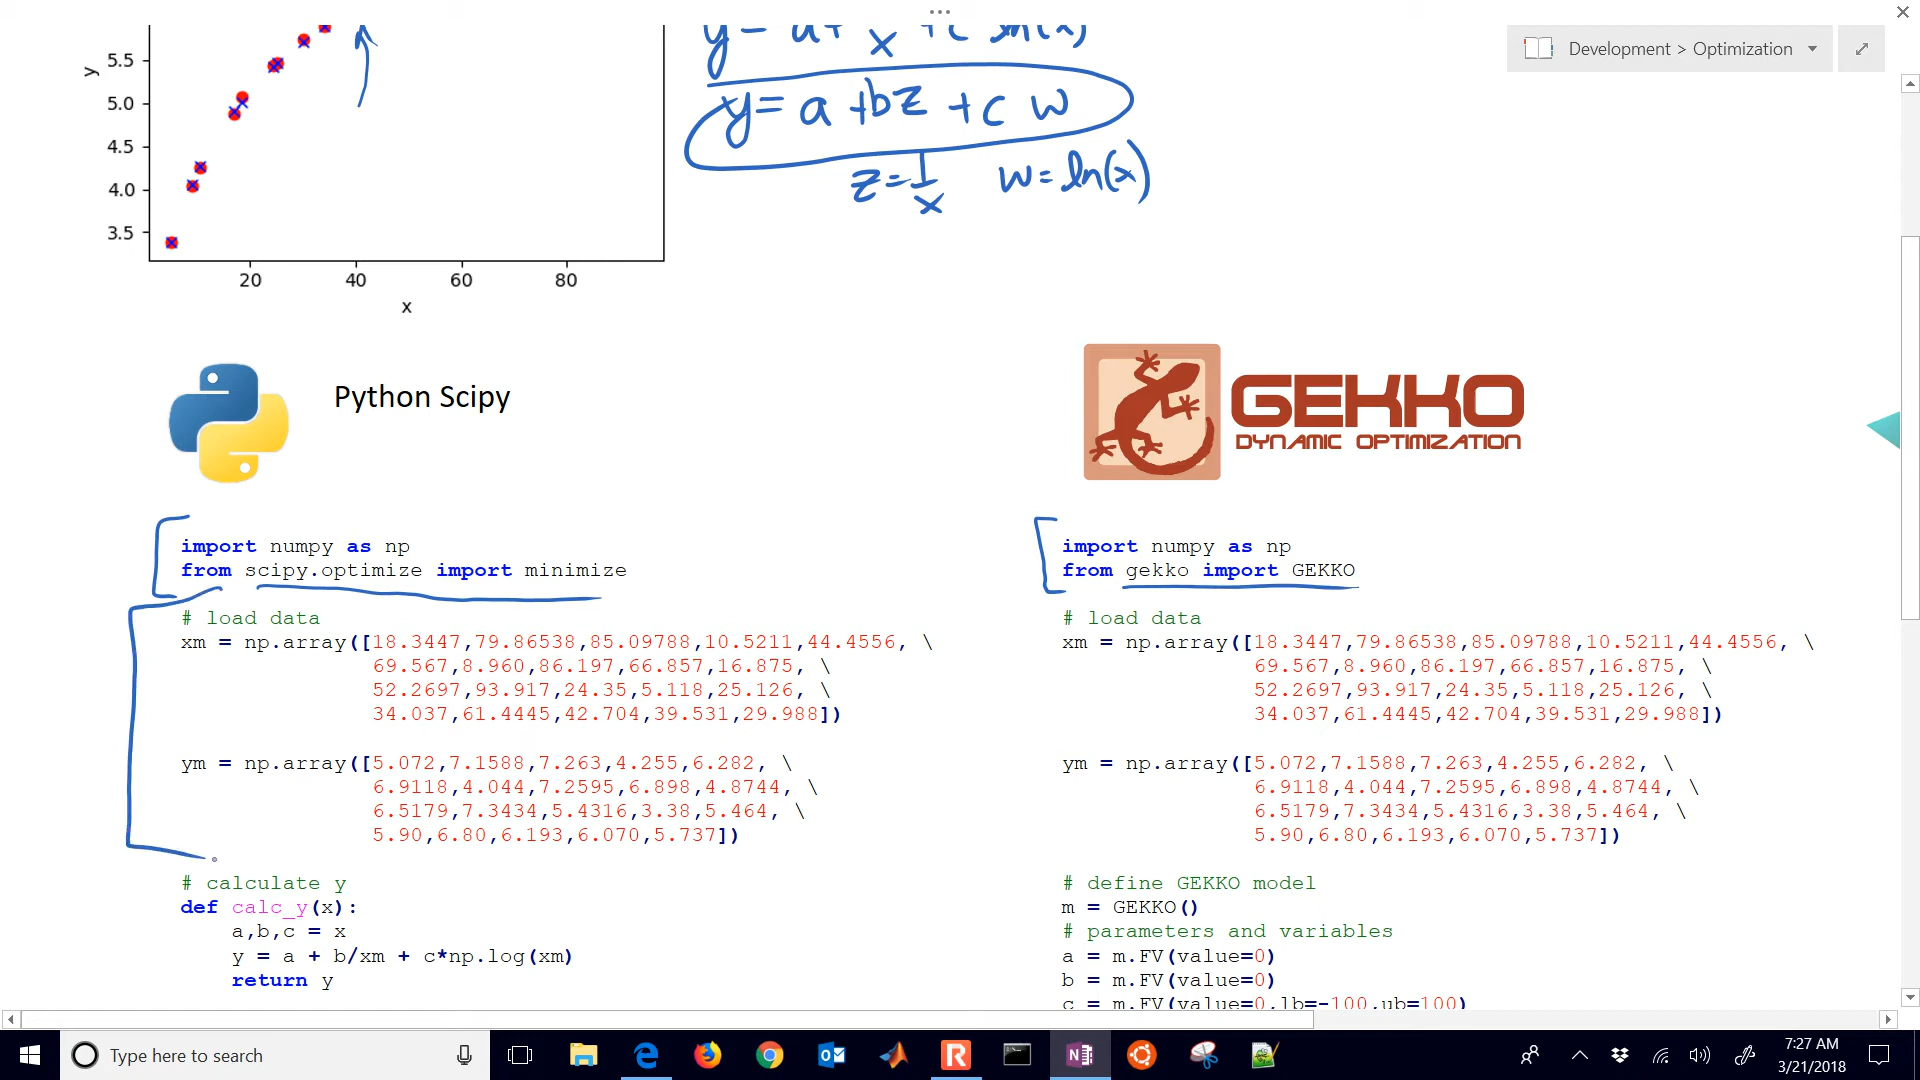 Development > Optimization
y = a + x + c ln(x)
y = a + bz + c w
z = 1/x   w = ln(x)
y
5.5
5.0
4.5
4.0
3.5
20 40 60 80
x
Python Scipy
import numpy as np
from scipy.optimize import minimize
# load data
xm = np.array([18.3447,79.86538,85.09788,10.5211,44.4556, \
69.567,8.960,86.197,66.857,16.875, \
52.2697,93.917,24.35,5.118,25.126, \
34.037,61.4445,42.704,39.531,29.988])
ym = np.array([5.072,7.1588,7.263,4.255,6.282, \
6.9118,4.044,7.2595,6.898,4.8744, \
6.5179,7.3434,5.4316,3.38,5.464, \
5.90,6.80,6.193,6.070,5.737])
# calculate y
def calc_y(x):
a,b,c = x
y = a + b/xm + c*np.log(xm)
return y
GEKKO
DYNAMIC OPTIMIZATION
import numpy as np
from gekko import GEKKO
# load data
xm = np.array([18.3447,79.86538,85.09788,10.5211,44.4556, \
69.567,8.960,86.197,66.857,16.875, \
52.2697,93.917,24.35,5.118,25.126, \
34.037,61.4445,42.704,39.531,29.988])
ym = np.array([5.072,7.1588,7.263,4.255,6.282, \
6.9118,4.044,7.2595,6.898,4.8744, \
6.5179,7.3434,5.4316,3.38,5.464, \
5.90,6.80,6.193,6.070,5.737])
# define GEKKO model
m = GEKKO()
# parameters and variables
a = m.FV(value=0)
b = m.FV(value=0)
c = m.FV(value=0,lb=-100,ub=100)
Type here to search
7:27 AM
3/21/2018